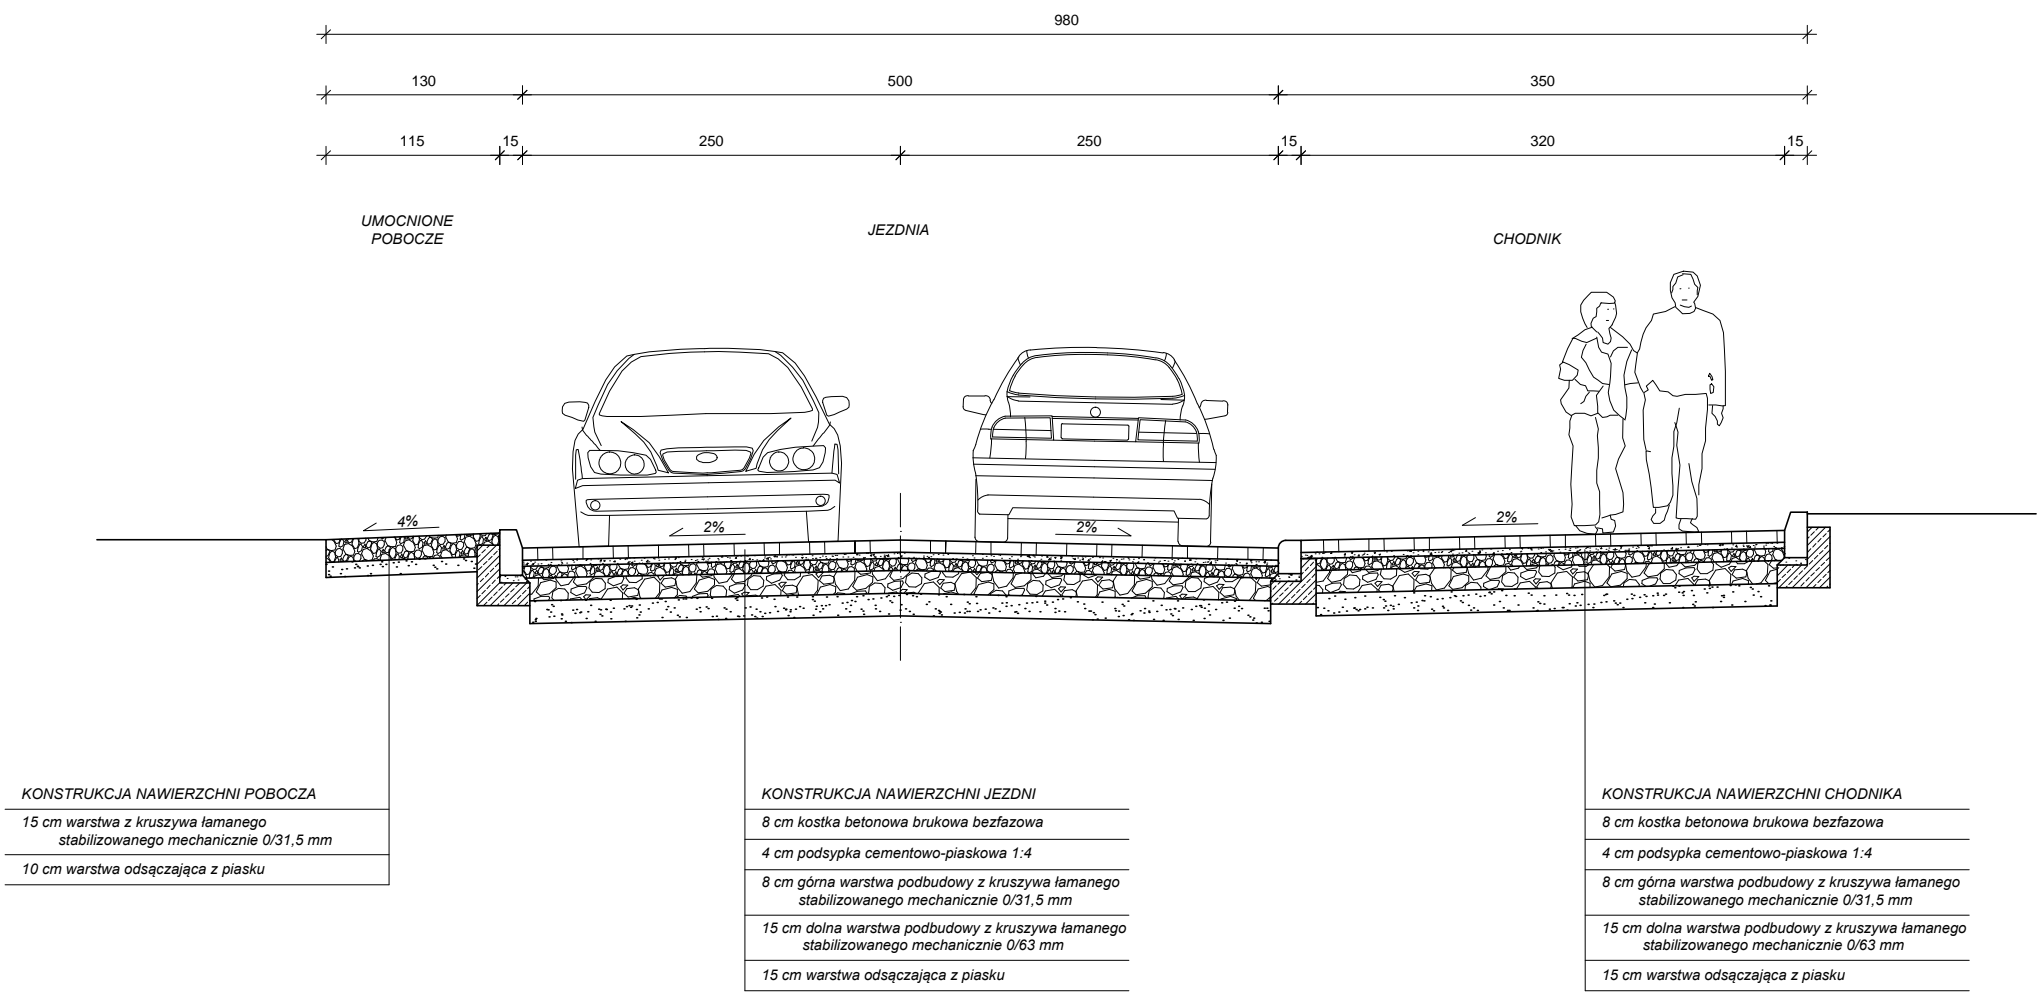 980
130 500 350
115 15 250 250 15 320 15
UMOCNIONE
POBOCZE
JEZDNIA
CHODNIK
4%
2%
2%
2%
KONSTRUKCJA NAWIERZCHNI POBOCZA
15 cm warstwa z kruszywa łamanego
stabilizowanego mechanicznie 0/31,5 mm
10 cm warstwa odsączająca z piasku
KONSTRUKCJA NAWIERZCHNI JEZDNI
8 cm kostka betonowa brukowa bezfazowa
4 cm podsypka cementowo-piaskowa 1:4
8 cm górna warstwa podbudowy z kruszywa łamanego
stabilizowanego mechanicznie 0/31,5 mm
15 cm dolna warstwa podbudowy z kruszywa łamanego
stabilizowanego mechanicznie 0/63 mm
15 cm warstwa odsączająca z piasku
KONSTRUKCJA NAWIERZCHNI CHODNIKA
8 cm kostka betonowa brukowa bezfazowa
4 cm podsypka cementowo-piaskowa 1:4
8 cm górna warstwa podbudowy z kruszywa łamanego
stabilizowanego mechanicznie 0/31,5 mm
15 cm dolna warstwa podbudowy z kruszywa łamanego
stabilizowanego mechanicznie 0/63 mm
15 cm warstwa odsączająca z piasku